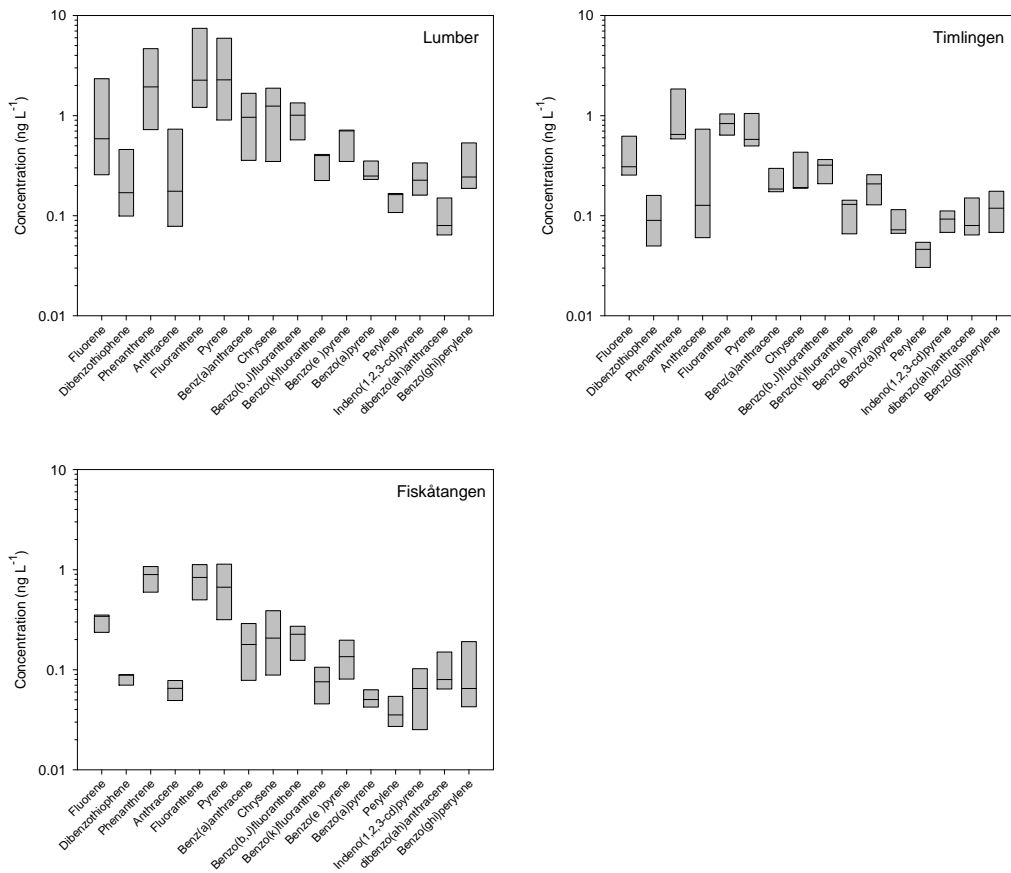 Lumber
Concentration (ng L-1)
10
1
0.1
0.01
Fluorene
Dibenzothiophene
Phenanthrene
Anthracene
Fluoranthene
Pyrene
Benz(a)anthracene
Chrysene
Benzo(b,J)fluoranthene
Benzo(k)fluoranthene
Benzo(e )pyrene
Benzo(a)pyrene
Perylene
Indeno(1,2,3-cd)pyrene
dibenzo(ah)anthracene
Benzo(ghi)perylene
Timlingen
Concentration (ng L-1)
10
1
0.1
0.01
Fluorene
Dibenzothiophene
Phenanthrene
Anthracene
Fluoranthene
Pyrene
Benz(a)anthracene
Chrysene
Benzo(b,J)fluoranthene
Benzo(k)fluoranthene
Benzo(e )pyrene
Benzo(a)pyrene
Perylene
Indeno(1,2,3-cd)pyrene
dibenzo(ah)anthracene
Benzo(ghi)perylene
Fiskåtangen
Concentration (ng L-1)
10
1
0.1
0.01
Fluorene
Dibenzothiophene
Phenanthrene
Anthracene
Fluoranthene
Pyrene
Benz(a)anthracene
Chrysene
Benzo(b,J)fluoranthene
Benzo(k)fluoranthene
Benzo(e )pyrene
Benzo(a)pyrene
Perylene
Indeno(1,2,3-cd)pyrene
dibenzo(ah)anthracene
Benzo(ghi)perylene